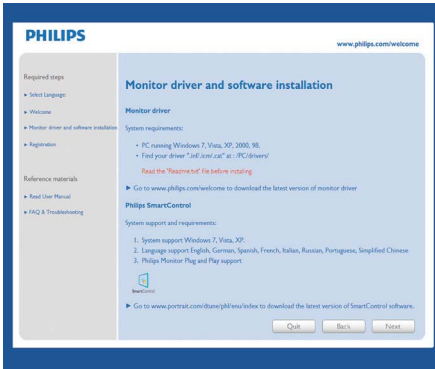 PHILIPS
www.philips.com/welcome
Required steps
Select Language:
Welcome
Monitor driver and software installation
Registration
Reference materials
Read User Manual
FAQ & Troubleshooting
Monitor driver and software installation
Monitor driver
System requirements:
• PC running Windows 7, Vista, XP, 2000, 98.
• Find your driver ".inf/.icm/.cat" at : /PC/drivers/
Read the 'Readme.txt' file before installing
Go to www.philips.com/welcome to download the latest version of monitor driver
Philips SmartControl
System support and requirements:
1. System support Windows 7, Vista, XP.
2. Language support English, German, Spanish, French, Italian, Russian, Portuguese, Simplified Chinese
3. Philips Monitor Plug and Play support
SmartControl
Go to www.portrait.com/dtune/phl/enu/index to download the latest version of SmartControl software.
Quit Back Next